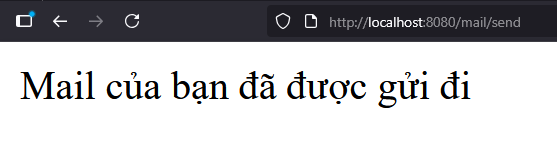 http://localhost:8080/mail/send
Mail của bạn đã được gửi đi